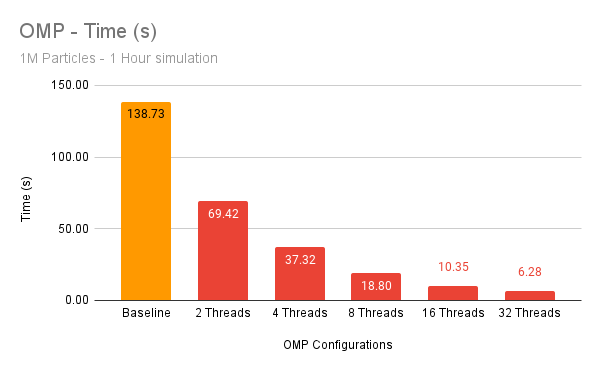 OMP - Time (s)
1M Particles - 1 Hour simulation
150.00
100.00
50.00
0.00
Time (s)
138.73
69.42
37.32
18.80
10.35
6.28
Baseline
2 Threads
4 Threads
8 Threads
16 Threads
32 Threads
OMP Configurations